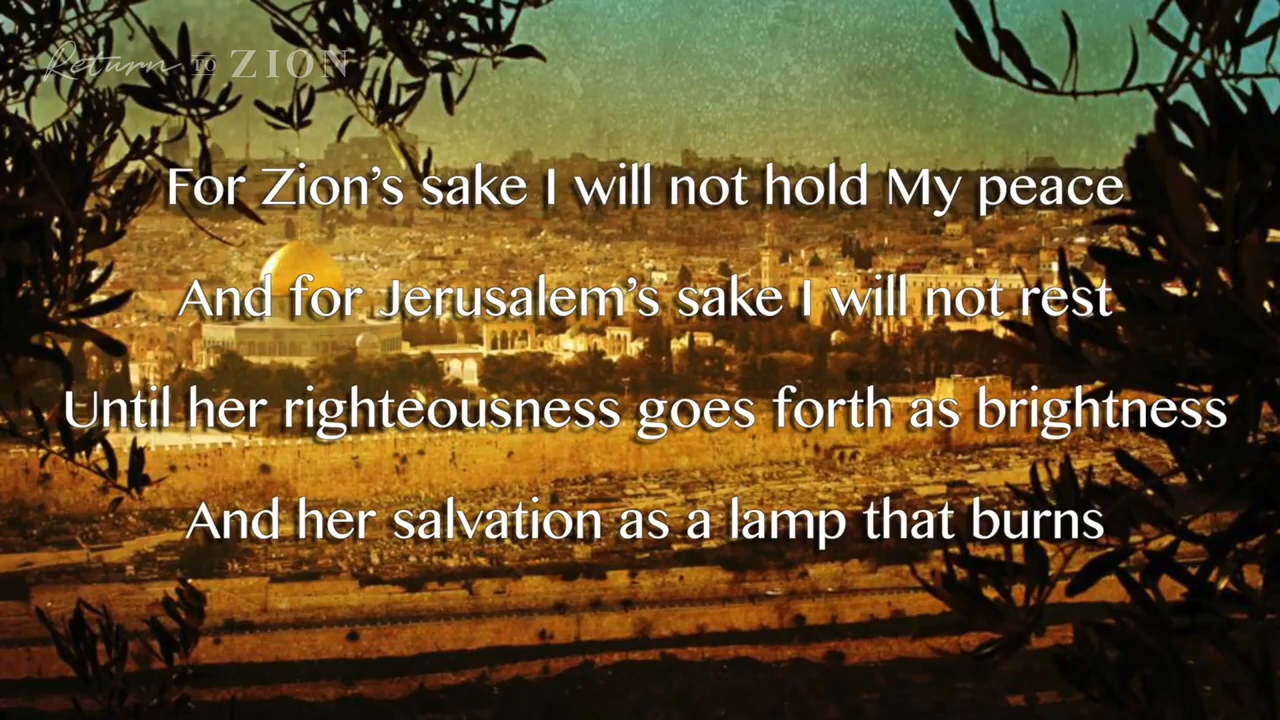 Return TO ZION
For Zion’s sake I will not hold My peace
And for Jerusalem’s sake I will not rest
Until her righteousness goes forth as brightness
And her salvation as a lamp that burns